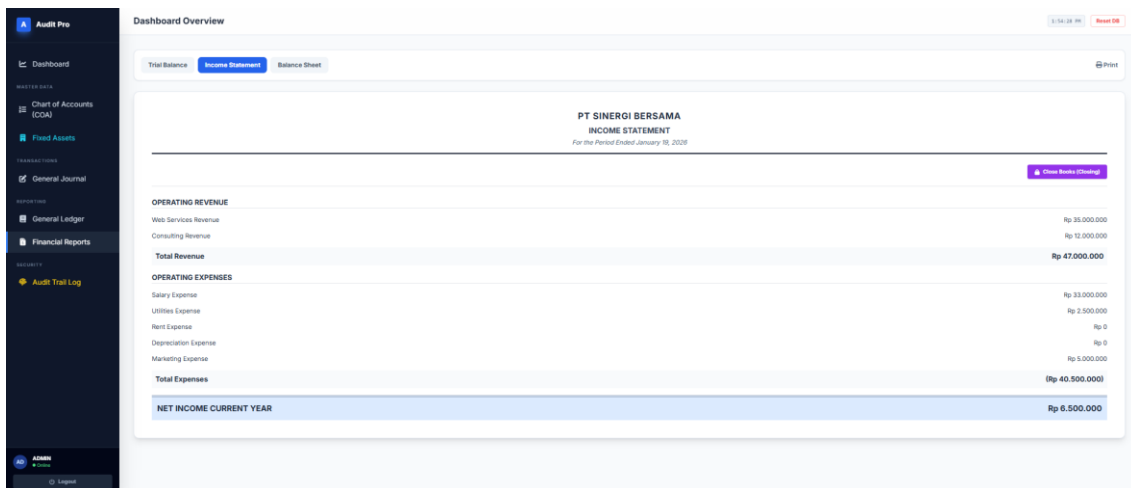 A Audit Pro
Dashboard Overview
Reset DB
Dashboard
MASTER DATA
Chart of Accounts
(COA)
Fixed Assets
TRANSACTIONS
General Journal
REPORTING
General Ledger
Financial Reports
SECURITY
Audit Trail Log
AD ADMIN
Online
Logout
Trial Balance Income Statement Balance Sheet Print
PT SINERGI BERSAMA
INCOME STATEMENT
For the Period Ended January 19, 2026
Close Books (Closing)
OPERATING REVENUE
Web Services Revenue Rp 35.000.000
Consulting Revenue Rp 12.000.000
Total Revenue Rp 47.000.000
OPERATING EXPENSES
Salary Expense Rp 33.000.000
Utilities Expense Rp 2.500.000
Rent Expense Rp 0
Depreciation Expense Rp 0
Marketing Expense Rp 5.000.000
Total Expenses (Rp 40.500.000)
NET INCOME CURRENT YEAR Rp 6.500.000